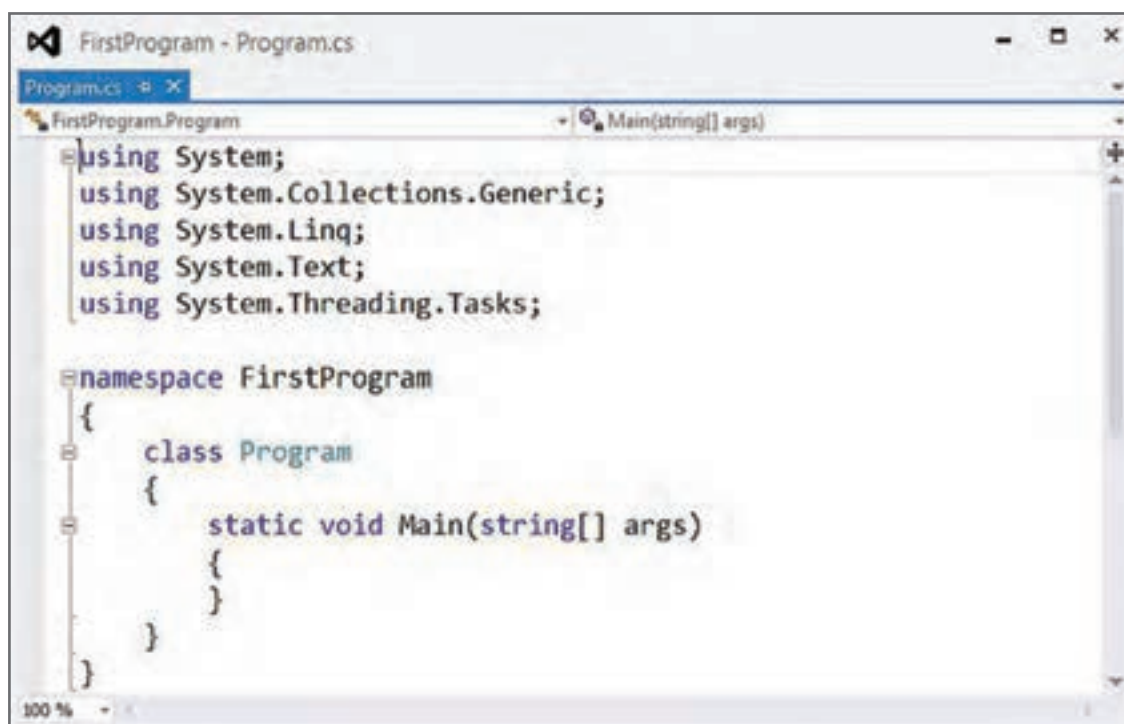 FirstProgram - Program.cs
Program.cs
FirstProgram.Program
Main(string[] args)
using System;
using System.Collections.Generic;
using System.Linq;
using System.Text;
using System.Threading.Tasks;
namespace FirstProgram
{
class Program
{
static void Main(string[] args)
{
}
}
}
100 %